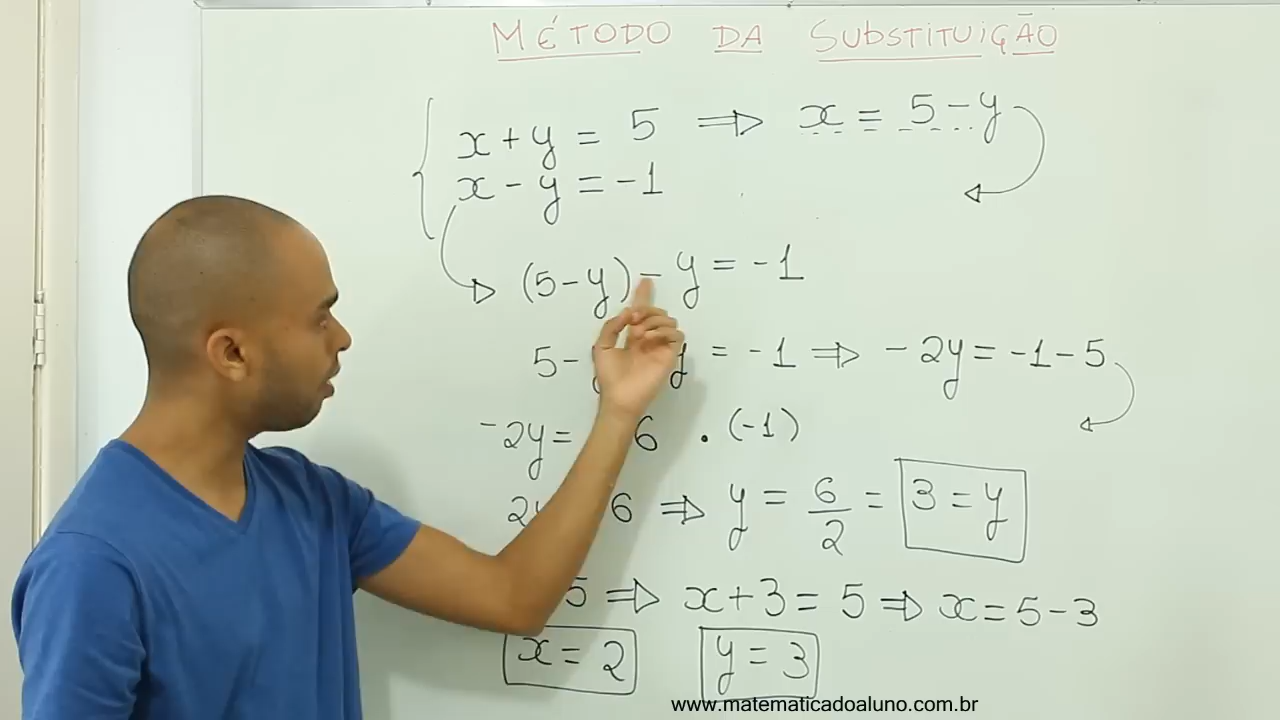 MÉTODO DA SUBSTITUIÇÃO
x + y = 5 ⇒ x = 5 - y
x - y = -1
(5 - y) - y = -1
5 - y = -1 ⇒ -2y = -1 - 5
-2y = 6 . (-1)
2y 6 ⇒ y = 6/2 = 3 = y
5 ⇒ x + 3 = 5 ⇒ x = 5 - 3
x = 2 y = 3
www.matematicadoaluno.com.br